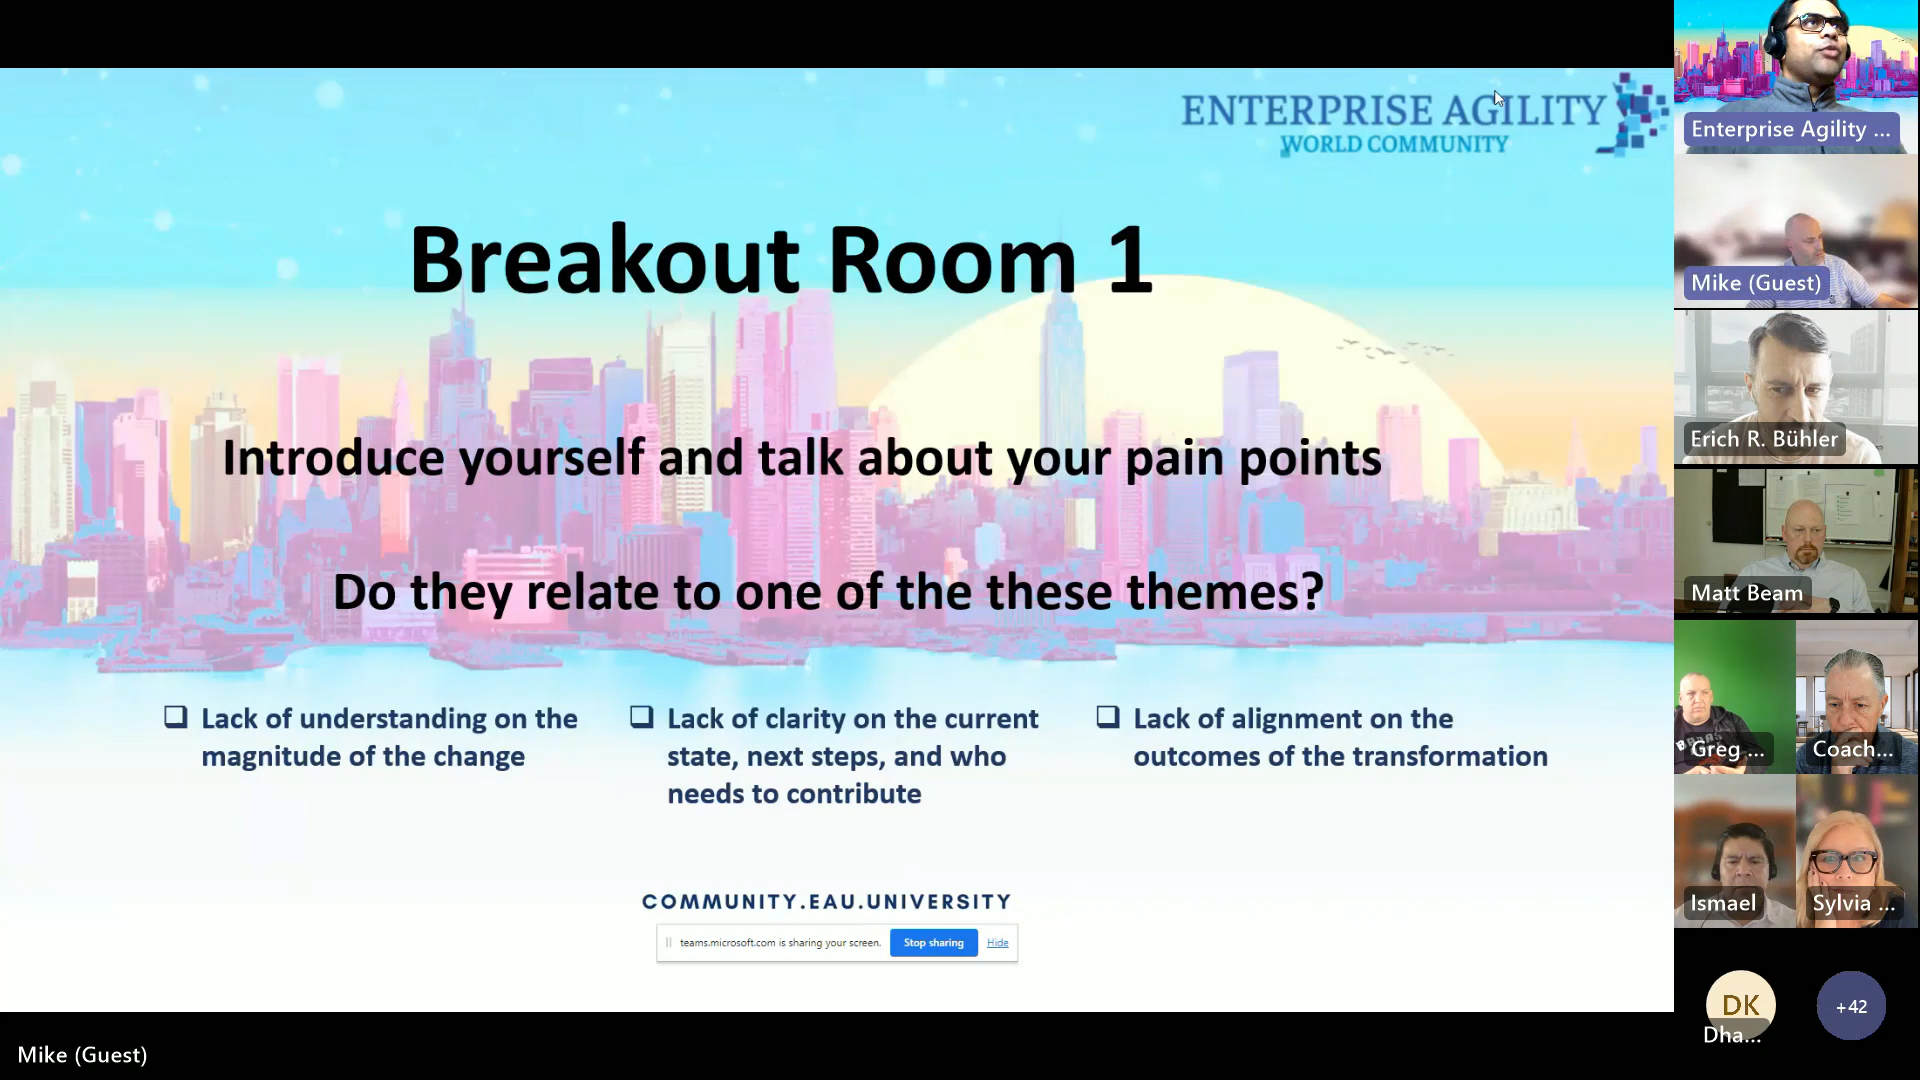 ENTERPRISE AGILITY
WORLD COMMUNITY
Breakout Room 1
Introduce yourself and talk about your pain points
Do they relate to one of the these themes?
Lack of understanding on the
magnitude of the change
Lack of clarity on the current
state, next steps, and who
needs to contribute
Lack of alignment on the
outcomes of the transformation
COMMUNITY.EAU.UNIVERSITY
teams.microsoft.com is sharing your screen.
Stop sharing
Hide
Mike (Guest)
Enterprise Agility ...
Mike (Guest)
Erich R. Bühler
Matt Beam
Greg ...
Coach...
Ismael
Sylvia ...
DK
Dha...
+42